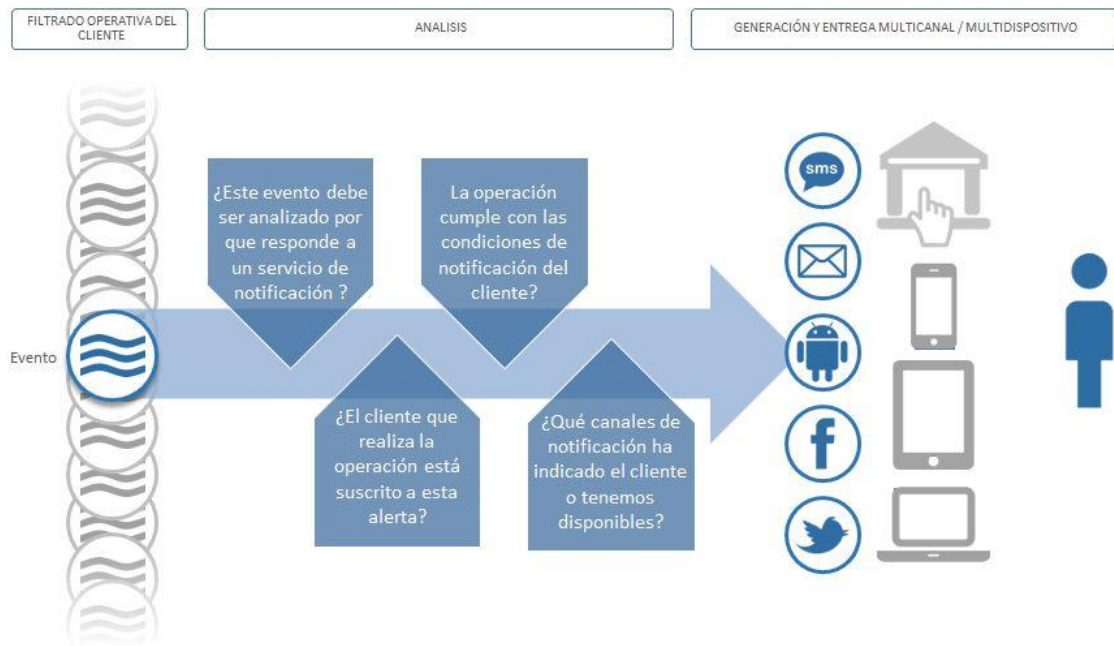 FILTRADO OPERATIVA DEL
CLIENTE
ANALISIS
GENERACIÓN Y ENTREGA MULTICANAL / MULTIDISPOSITIVO
Evento
¿Este evento debe
ser analizado por
que responde a
un servicio de
notificación ?
¿El cliente que
realiza la
operación está
suscrito a esta
alerta?
La operación
cumple con las
condiciones de
notificación del
cliente?
¿Qué canales de
notificación ha
indicado el cliente
o tenemos
disponibles?
sms